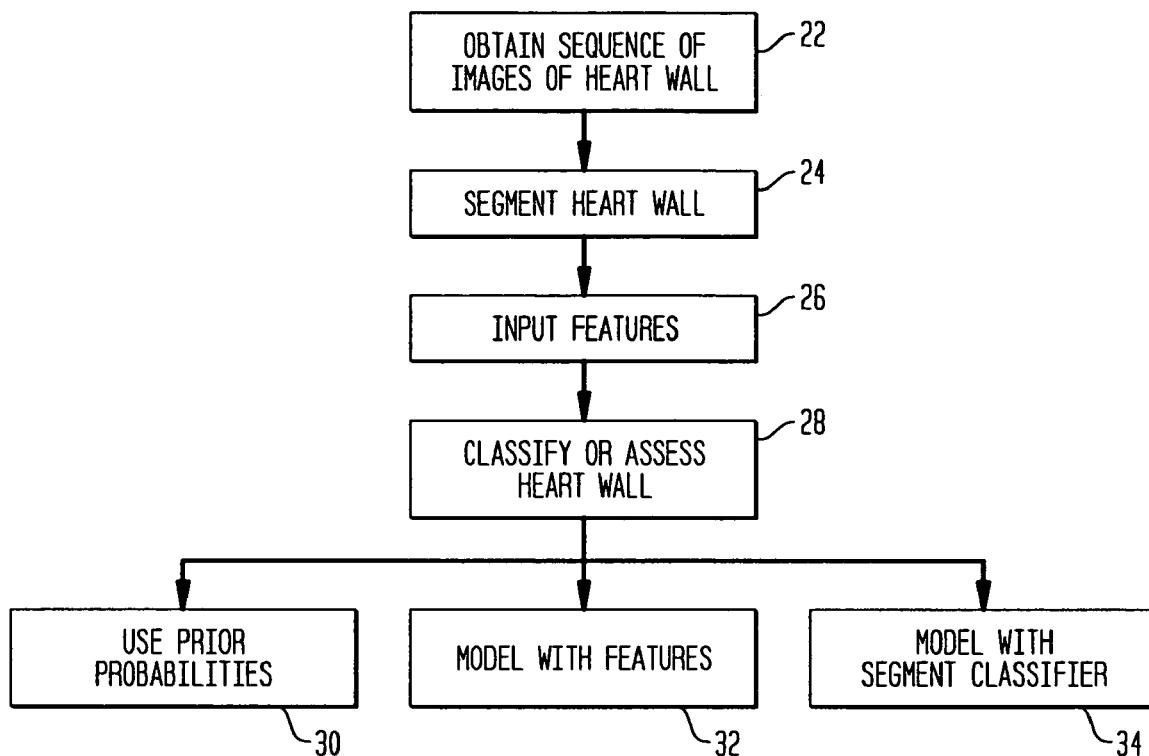 OBTAIN SEQUENCE OF
IMAGES OF HEART WALL
22
SEGMENT HEART WALL
24
INPUT FEATURES
26
CLASSIFY OR ASSESS
HEART WALL
28
USE PRIOR
PROBABILITIES
30
MODEL WITH FEATURES
32
MODEL WITH
SEGMENT CLASSIFIER
34